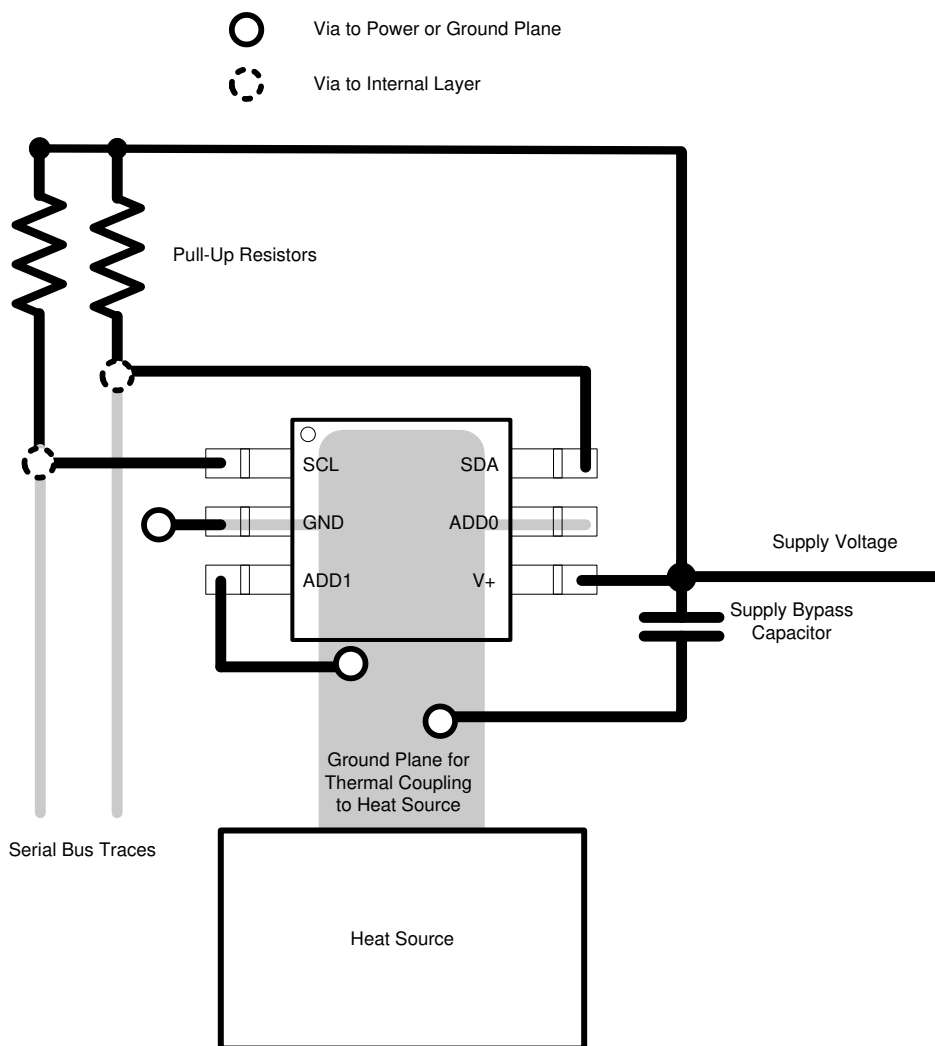 Via to Power or Ground Plane
Via to Internal Layer
Pull-Up Resistors
SCL
SDA
GND
ADD0
ADD1
V+
Supply Voltage
Supply Bypass
Capacitor
Ground Plane for
Thermal Coupling
to Heat Source
Serial Bus Traces
Heat Source